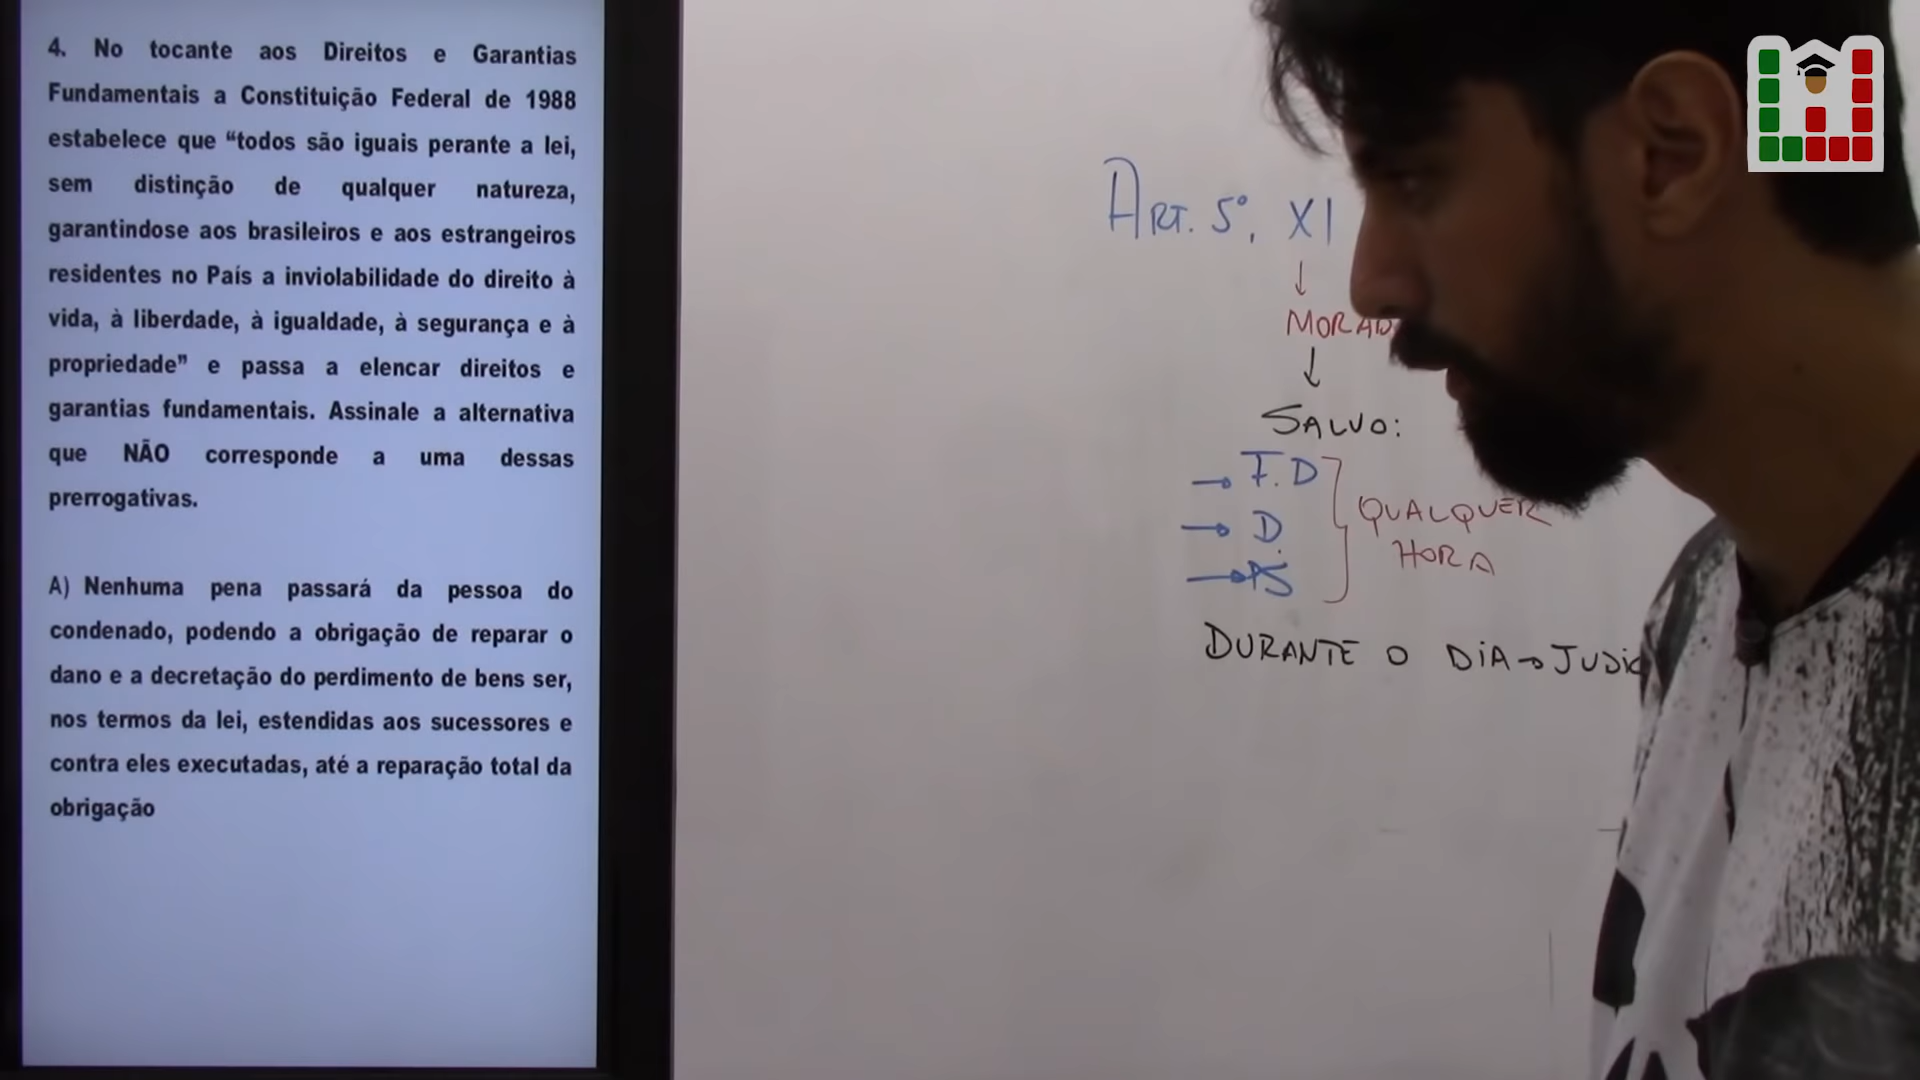 4. No tocante aos Direitos e Garantias
Fundamentais a Constituição Federal de 1988
estabelece que “todos são iguais perante a lei,
sem distinção de qualquer natureza,
garantindose aos brasileiros e aos estrangeiros
residentes no País a inviolabilidade do direito à
vida, à liberdade, à igualdade, à segurança e à
propriedade” e passa a elencar direitos e
garantias fundamentais. Assinale a alternativa
que NÃO corresponde a uma dessas
prerrogativas.
A) Nenhuma pena passará da pessoa do
condenado, podendo a obrigação de reparar o
dano e a decretação do perdimento de bens ser,
nos termos da lei, estendidas aos sucessores e
contra eles executadas, até a reparação total da
obrigação
ART. 5º, XI
↓
MORAD
↓
SALVO:
→ F.D
→ D.
QUALQUER
HORA
DURANTE O DIA → JUDIC